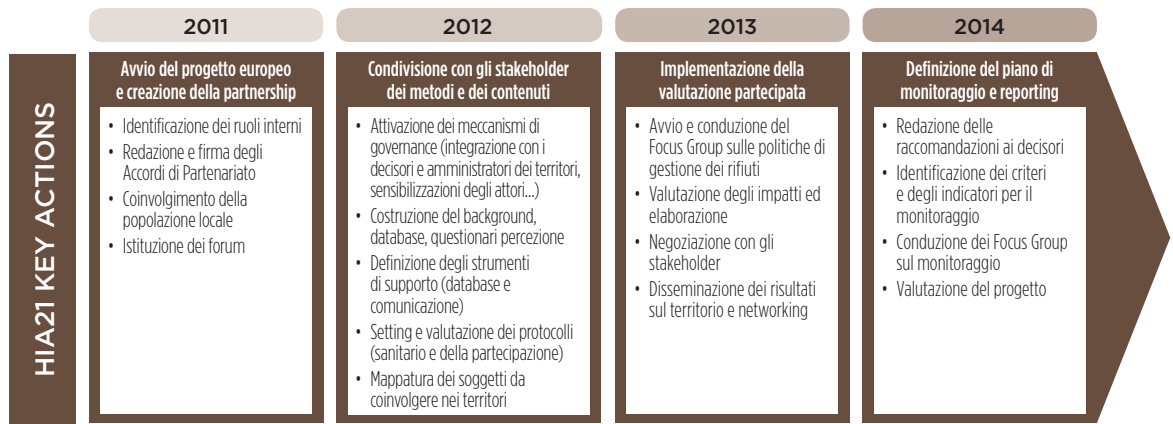 2011
2012
2013
2014
HIA21 KEY ACTIONS
Avvio del progetto europeo
e creazione della partnership
• Identificazione dei ruoli interni
• Redazione e firma degli
Accordi di Partenariato
• Coinvolgimento della
popolazione locale
• Istituzione dei forum
Condivisione con gli stakeholder
dei metodi e dei contenuti
• Attivazione dei meccanismi di
governance (integrazione con i
decisori e amministratori dei territori,
sensibilizzazioni degli attori...)
• Costruzione del background,
database, questionari percezione
• Definizione degli strumenti
di supporto (database e
comunicazione)
• Setting e valutazione dei protocolli
(sanitario e della partecipazione)
• Mappatura dei soggetti da
coinvolgere nei territori
Implementazione della
valutazione partecipata
• Avvio e conduzione del
Focus Group sulle politiche di
gestione dei rifiuti
• Valutazione degli impatti ed
elaborazione
• Negoziazione con gli
stakeholder
• Disseminazione dei risultati
sul territorio e networking
Definizione del piano di
monitoraggio e reporting
• Redazione delle
raccomandazioni ai decisori
• Identificazione dei criteri
e degli indicatori per il
monitoraggio
• Conduzione dei Focus Group
sul monitoraggio
• Valutazione del progetto